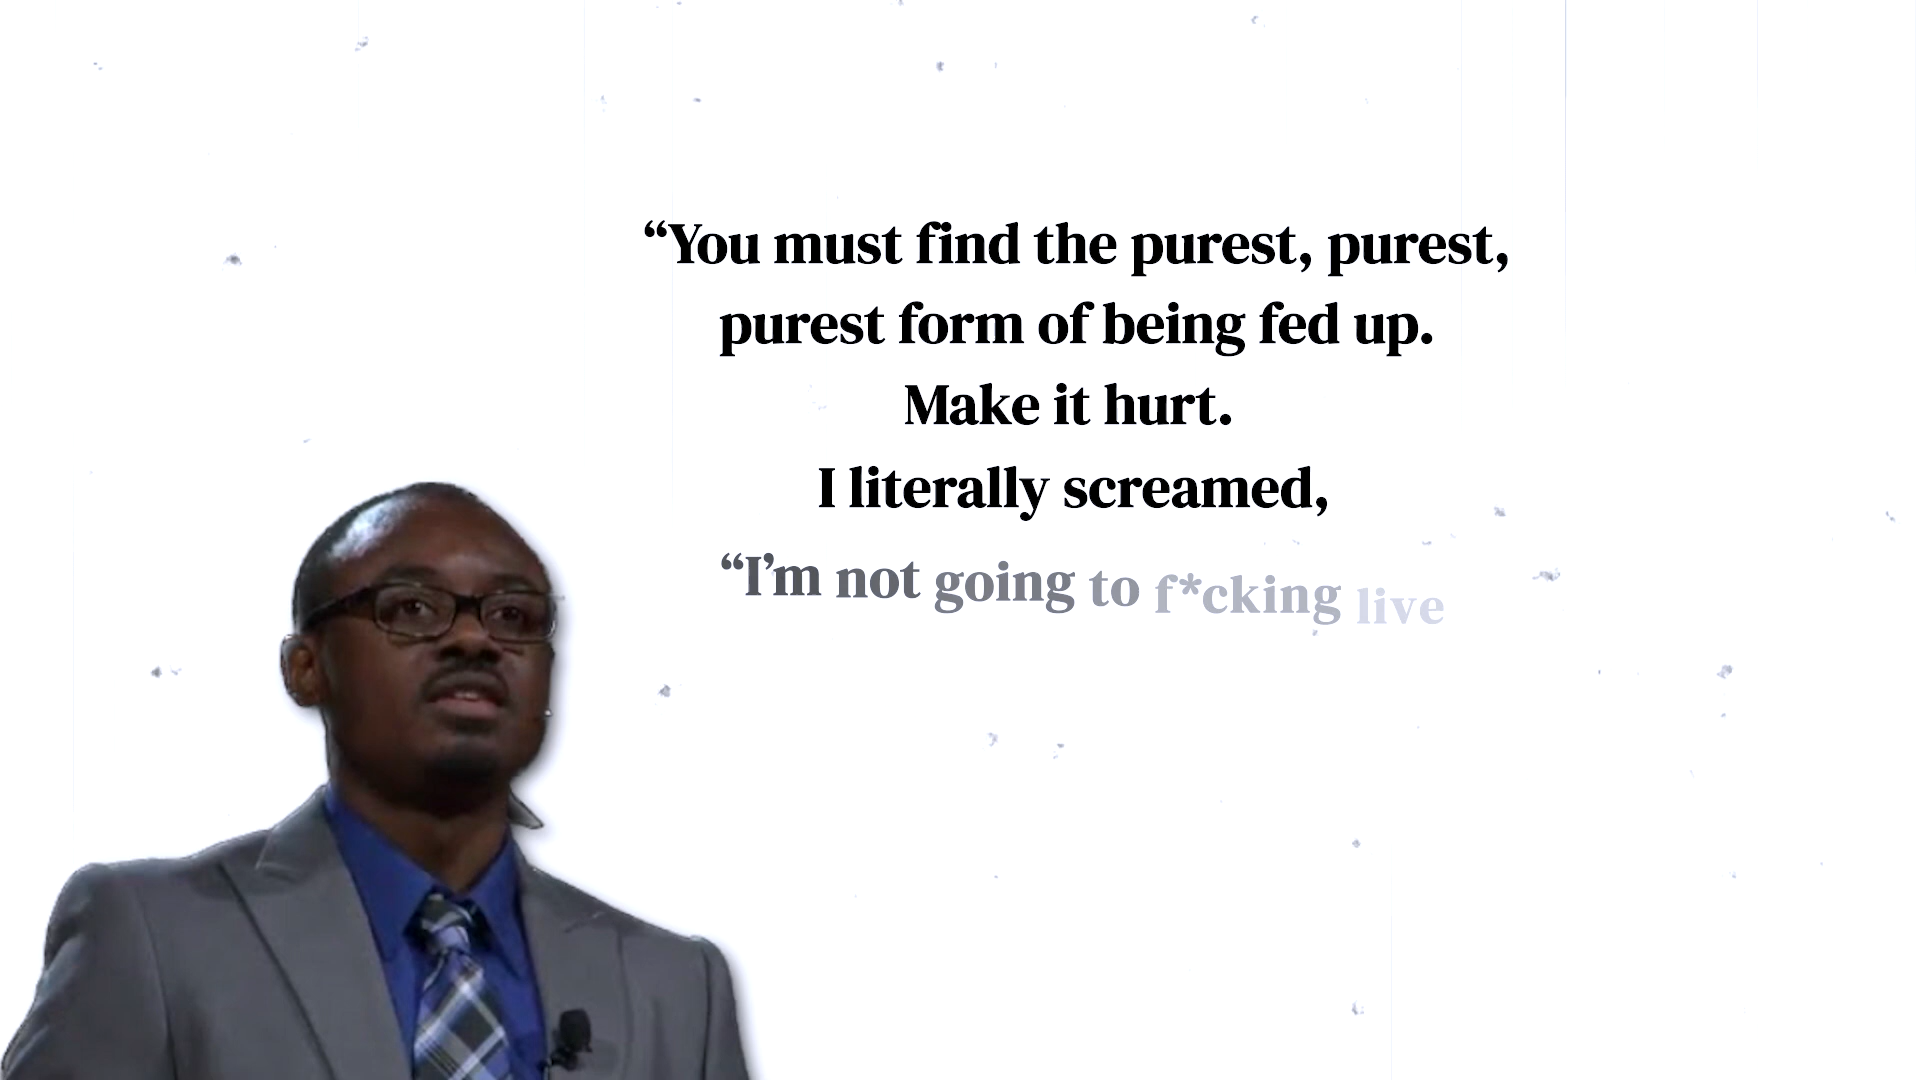 “You must find the purest, purest,
purest form of being fed up.
Make it hurt.
I literally screamed,
“I’m not going to f*cking live